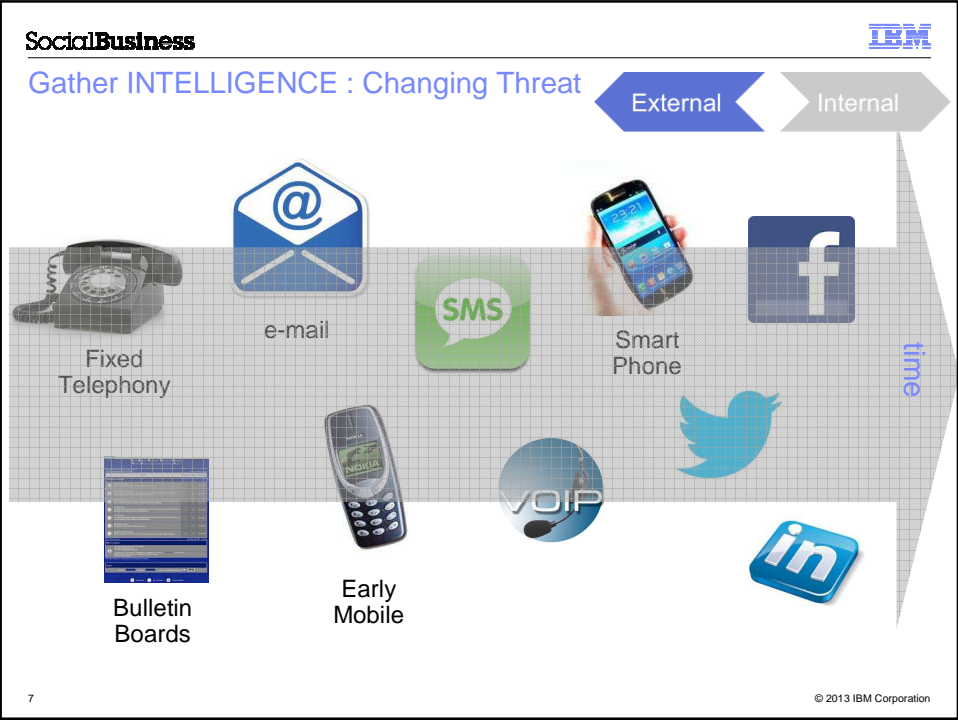 SocialBusiness
IBM
Gather INTELLIGENCE : Changing Threat
External
Internal
@
23:21
SMS
f
e-mail
Smart
Phone
Fixed
Telephony
time
NOKIA
VOIP
in
Early
Mobile
Bulletin
Boards
7
© 2013 IBM Corporation